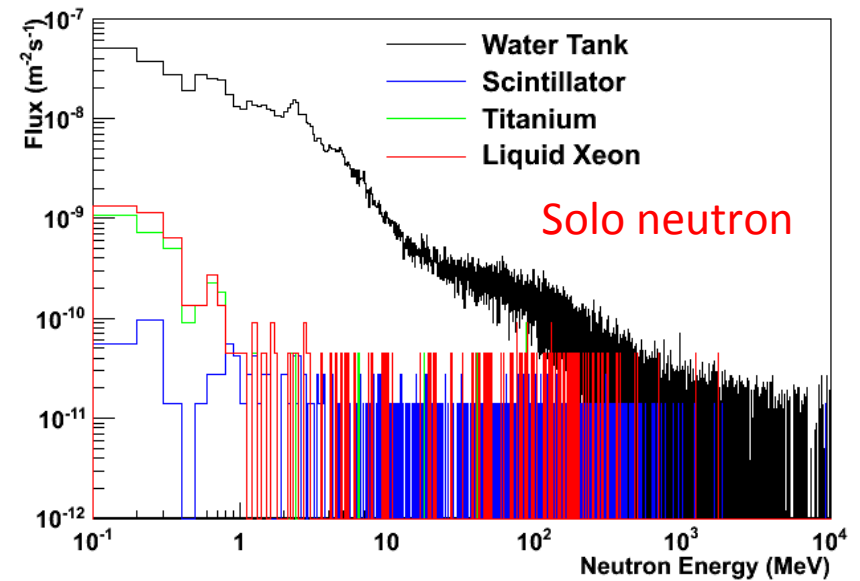 Flux (m⁻²s⁻¹)
10⁻⁷
10⁻⁸
10⁻⁹
10⁻¹⁰
10⁻¹¹
10⁻¹²
Water Tank
Scintillator
Titanium
Liquid Xeon
Solo neutron
10⁻¹ 1 10 10² 10³ 10⁴
Neutron Energy (MeV)